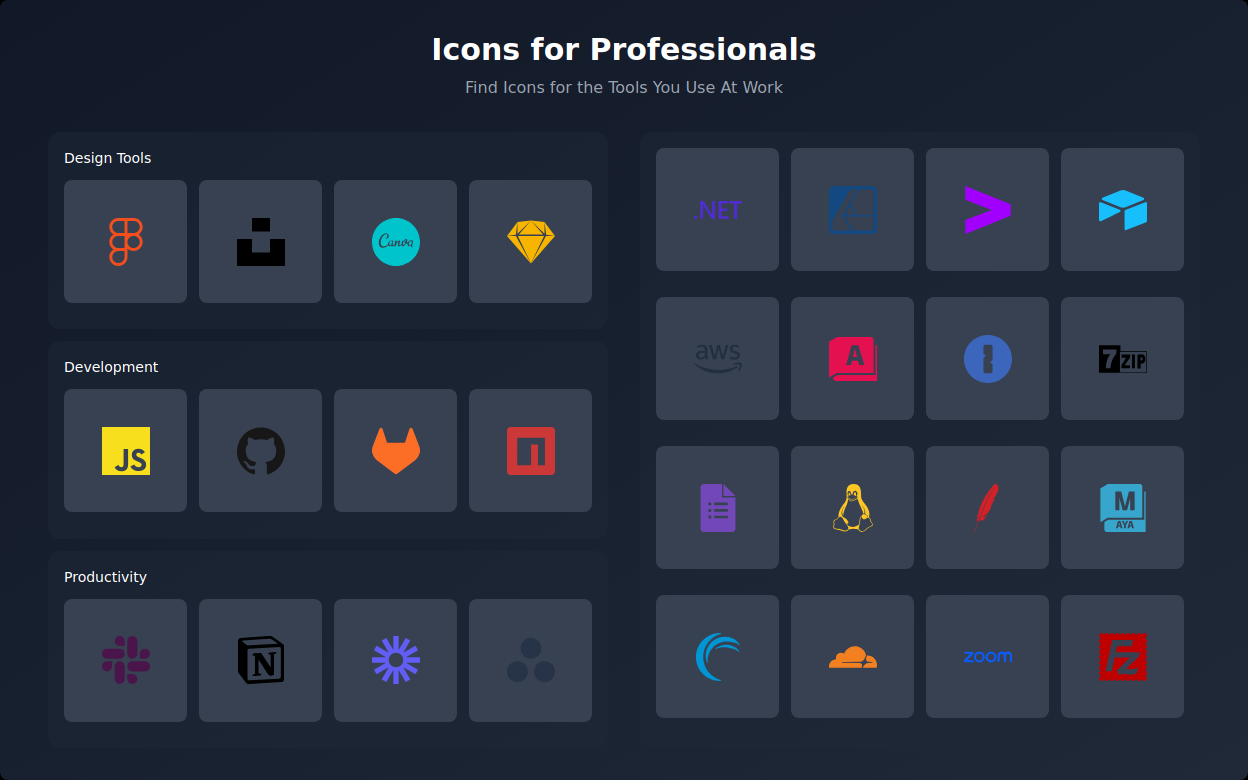 Icons for Professionals
Find Icons for the Tools You Use At Work
Design Tools
Canva
Development
JS
Productivity
N
.NET
A
aws
A
7ZIP
M
AYA
zoom
Fz